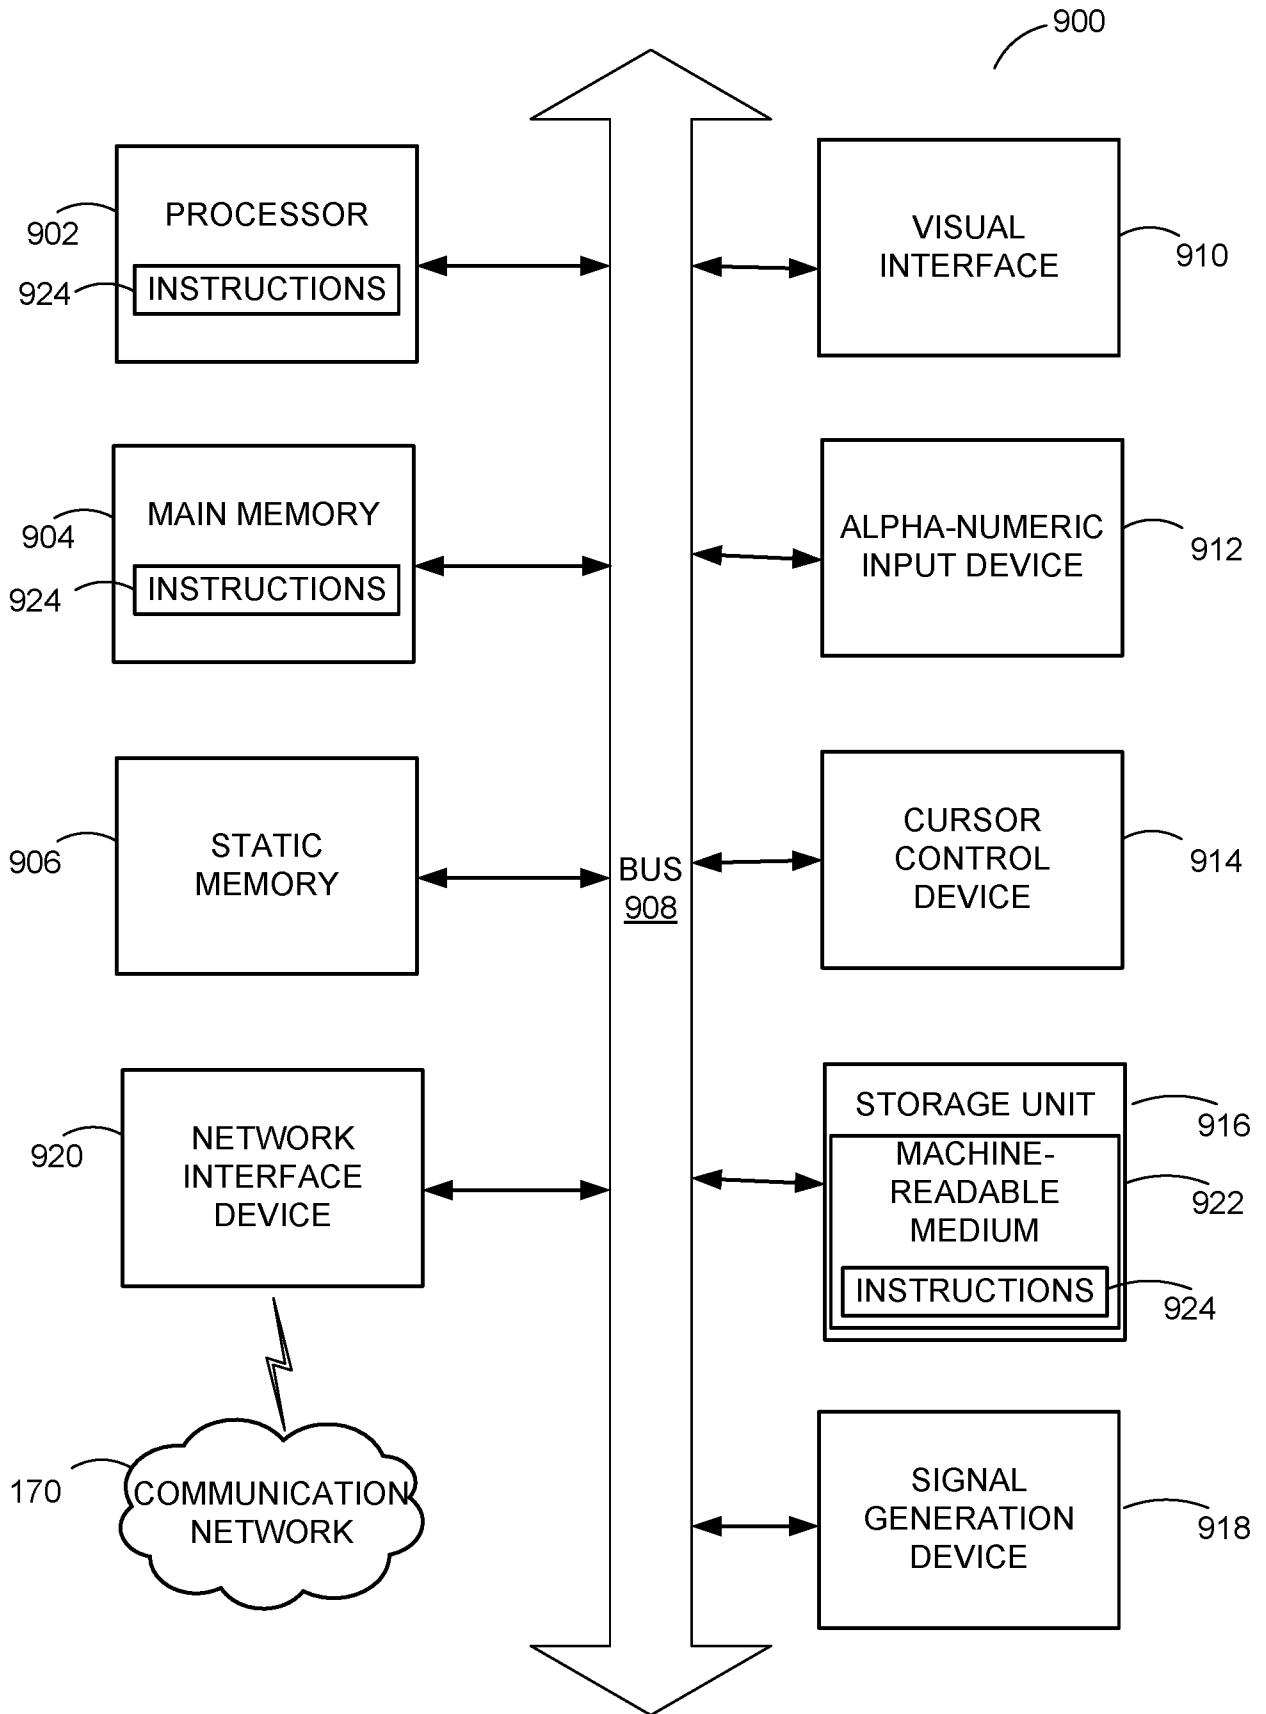 900
PROCESSOR
902
924
INSTRUCTIONS
MAIN MEMORY
904
924
INSTRUCTIONS
STATIC
MEMORY
906
NETWORK
INTERFACE
DEVICE
920
170
COMMUNICATION
NETWORK
BUS
908
VISUAL
INTERFACE
910
ALPHA-NUMERIC
INPUT DEVICE
912
CURSOR
CONTROL
DEVICE
914
STORAGE UNIT
916
MACHINE-
READABLE
MEDIUM
922
INSTRUCTIONS
924
SIGNAL
GENERATION
DEVICE
918